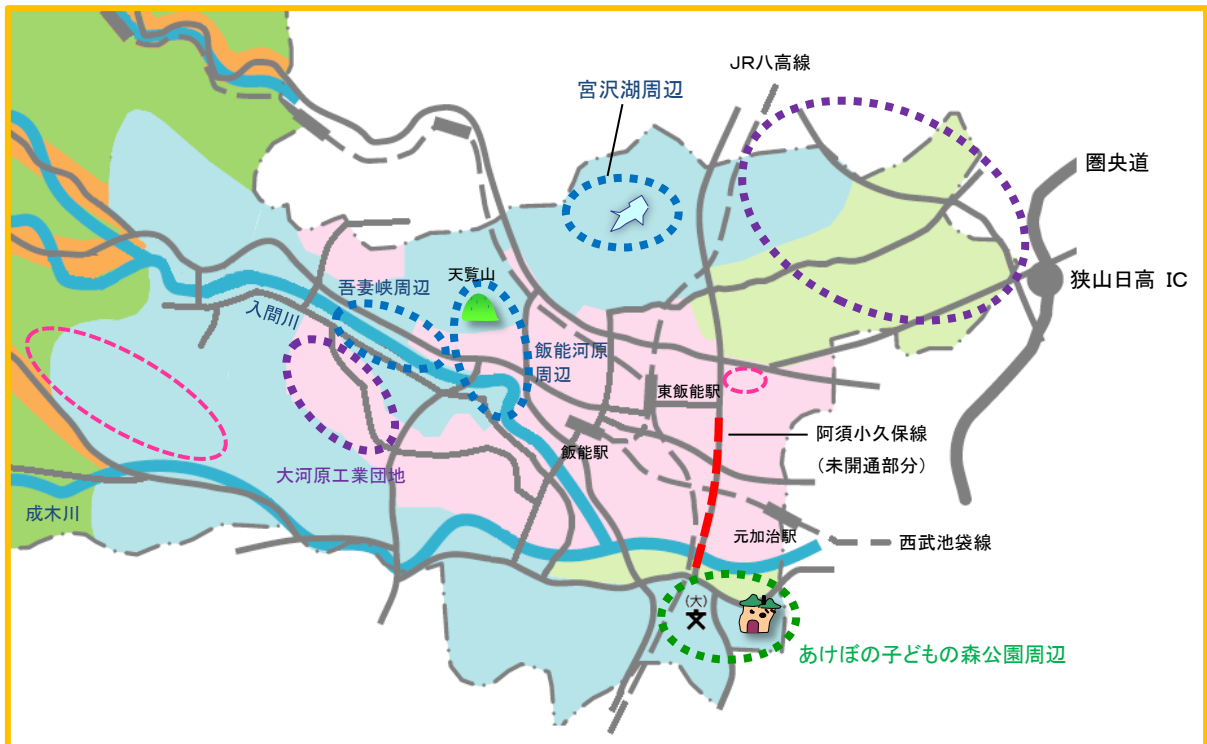 JR八高線
宮沢湖周辺
圏央道
狭山日高 IC
天覧山
吾妻峡周辺
入間川
飯能河原
周辺
東飯能駅
阿須小久保線
（未開通部分）
飯能駅
大河原工業団地
成木川
元加治駅
西武池袋線
(大)
文
あけぼの子どもの森公園周辺